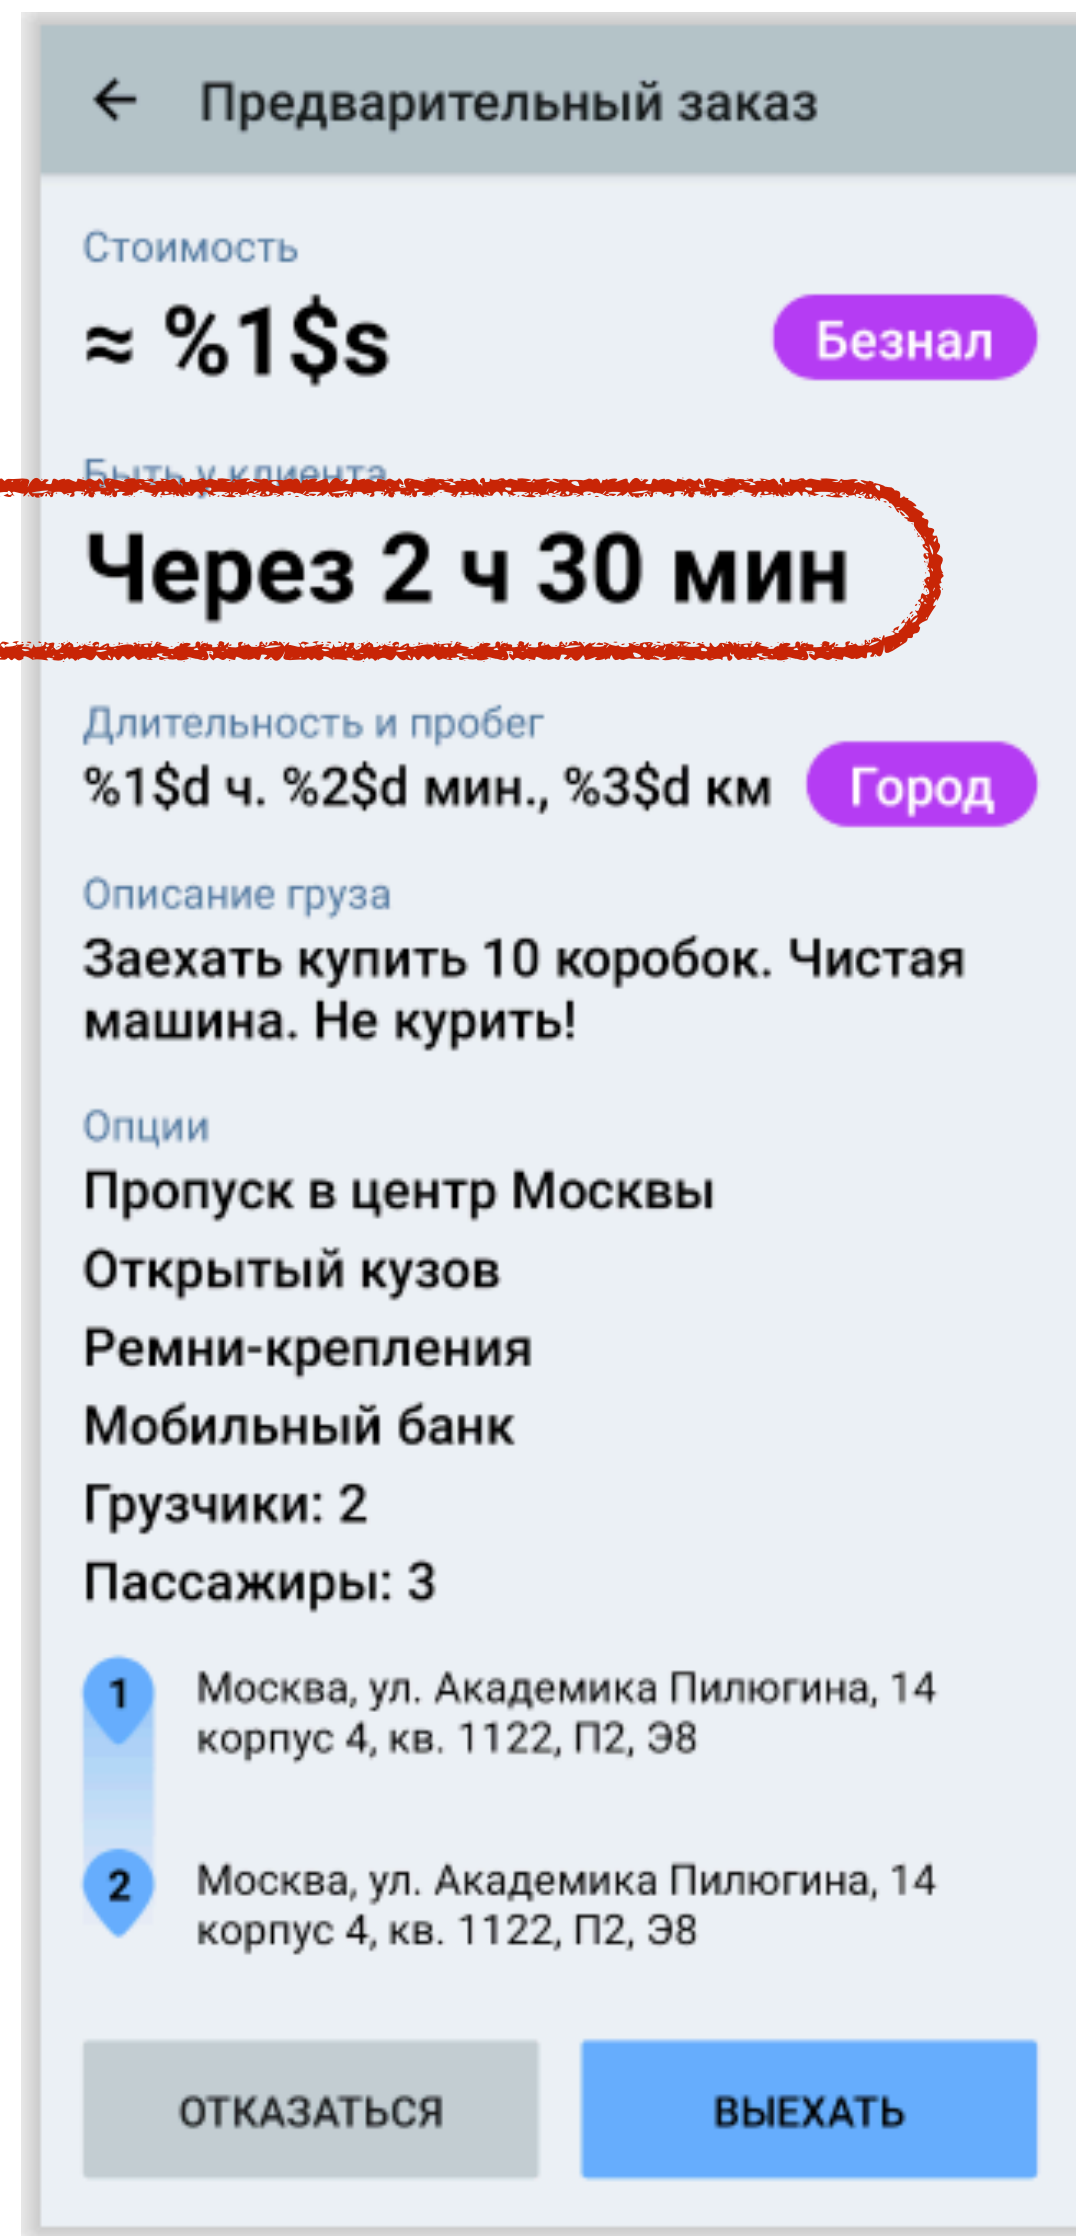 Предварительный заказ
Стоимость
≈ %1$s
Безнал
Быть у клиента
Через 2 ч 30 мин
Длительность и пробег
%1$d ч. %2$d мин., %3$d км
Город
Описание груза
Заехать купить 10 коробок. Чистая
машина. Не курить!
Опции
Пропуск в центр Москвы
Открытый кузов
Ремни-крепления
Мобильный банк
Грузчики: 2
Пассажиры: 3
1
Москва, ул. Академика Пилюгина, 14
корпус 4, кв. 1122, П2, Э8
2
Москва, ул. Академика Пилюгина, 14
корпус 4, кв. 1122, П2, Э8
ОТКАЗАТЬСЯ
ВЫЕХАТЬ